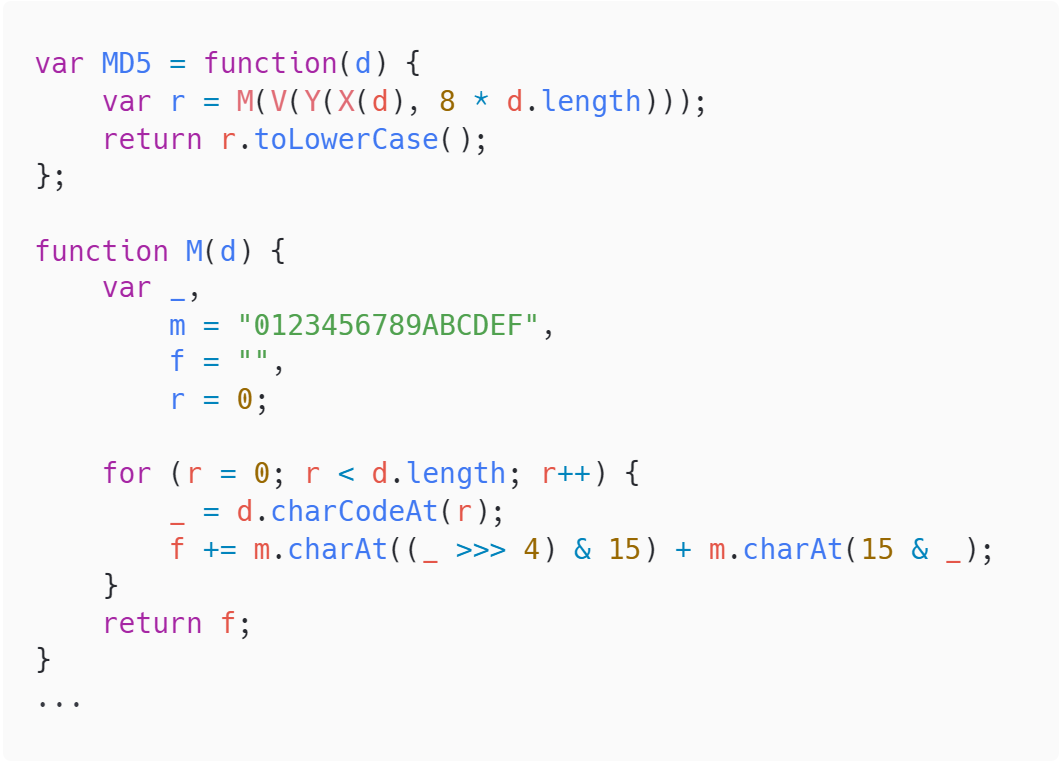 var MD5 = function(d) {
    var r = M(V(Y(X(d), 8 * d.length)));
    return r.toLowerCase();
};

function M(d) {
    var _,
        m = "0123456789ABCDEF",
        f = "",
        r = 0;

    for (r = 0; r < d.length; r++) {
        _ = d.charCodeAt(r);
        f += m.charAt((_ >>> 4) & 15) + m.charAt(15 & _);
    }
    return f;
}
...